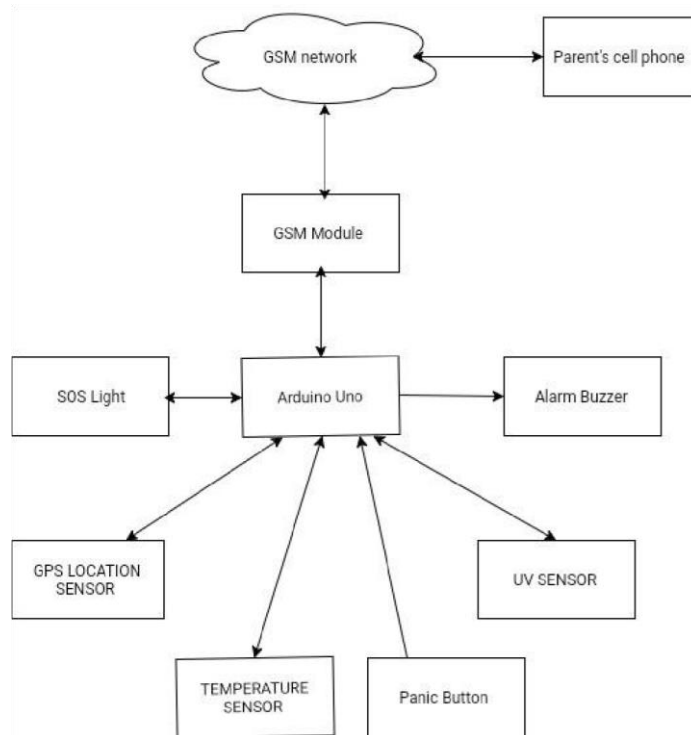 GSM network
Parent's cell phone
GSM Module
SOS Light
Arduino Uno
Alarm Buzzer
GPS LOCATION
SENSOR
UV SENSOR
TEMPERATURE
SENSOR
Panic Button